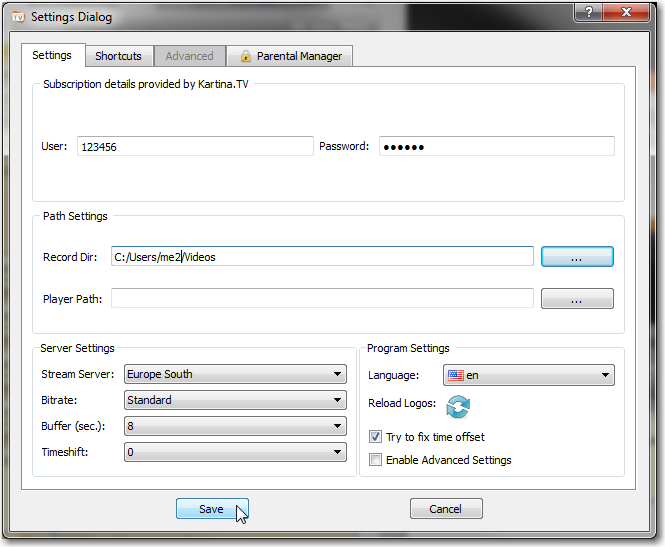 TV Settings Dialog
Settings Shortcuts Advanced Parental Manager
Subscription details provided by Kartina.TV
User: 123456 Password: ●●●●●●
Path Settings
Record Dir: C:/Users/me2/Videos ...
Player Path: ...
Server Settings
Stream Server: Europe South
Bitrate: Standard
Buffer (sec.): 8
Timeshift: 0
Program Settings
Language: en
Reload Logos:
Try to fix time offset
Enable Advanced Settings
Save Cancel